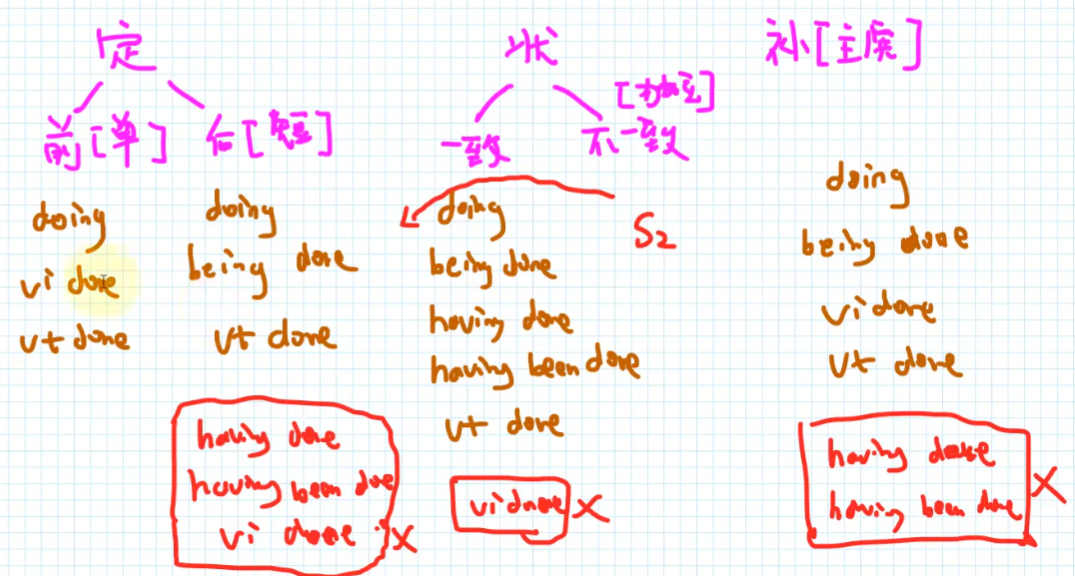 定
前[单]
后[短]
doing
vi done
vt done
doing
being done
vt done
having done
having been done
vi done
X
状
一致
不一致
doing
being done
having done
having been done
vt done
vi done
X
S2
补[主宾]
doing
being done
vi done
vt done
having done
having been done
X